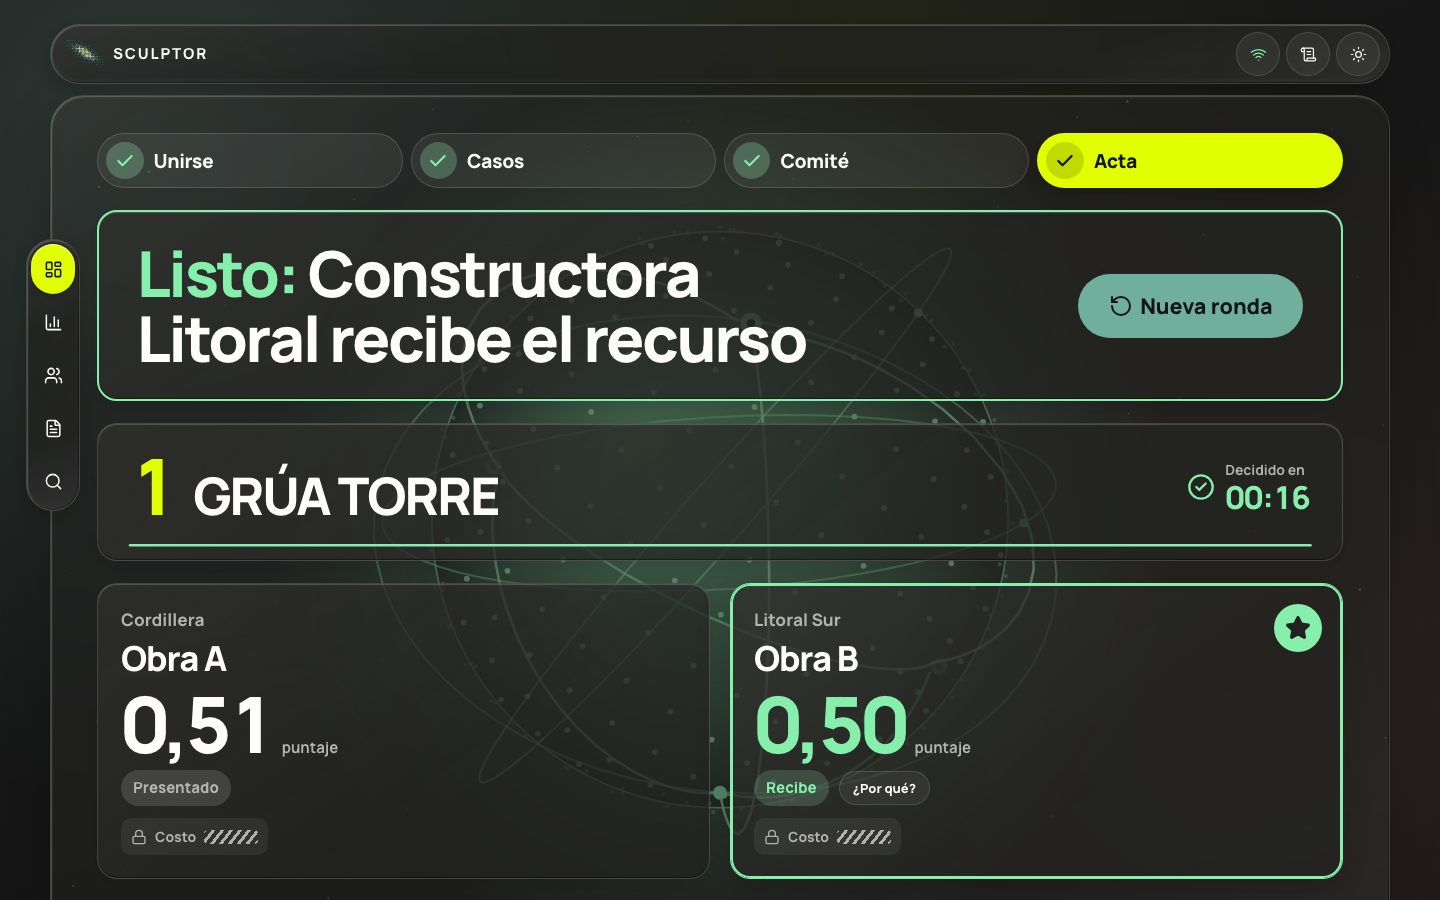 SCULPTOR
Unirse
Casos
Comité
Acta
Listo: Constructora
Litoral recibe el recurso
Nueva ronda
1 GRÚA TORRE
Decidido en
00:16
Cordillera
Obra A
0,51 puntaje
Presentado
Costo
Litoral Sur
Obra B
0,50 puntaje
Recibe
¿Por qué?
Costo